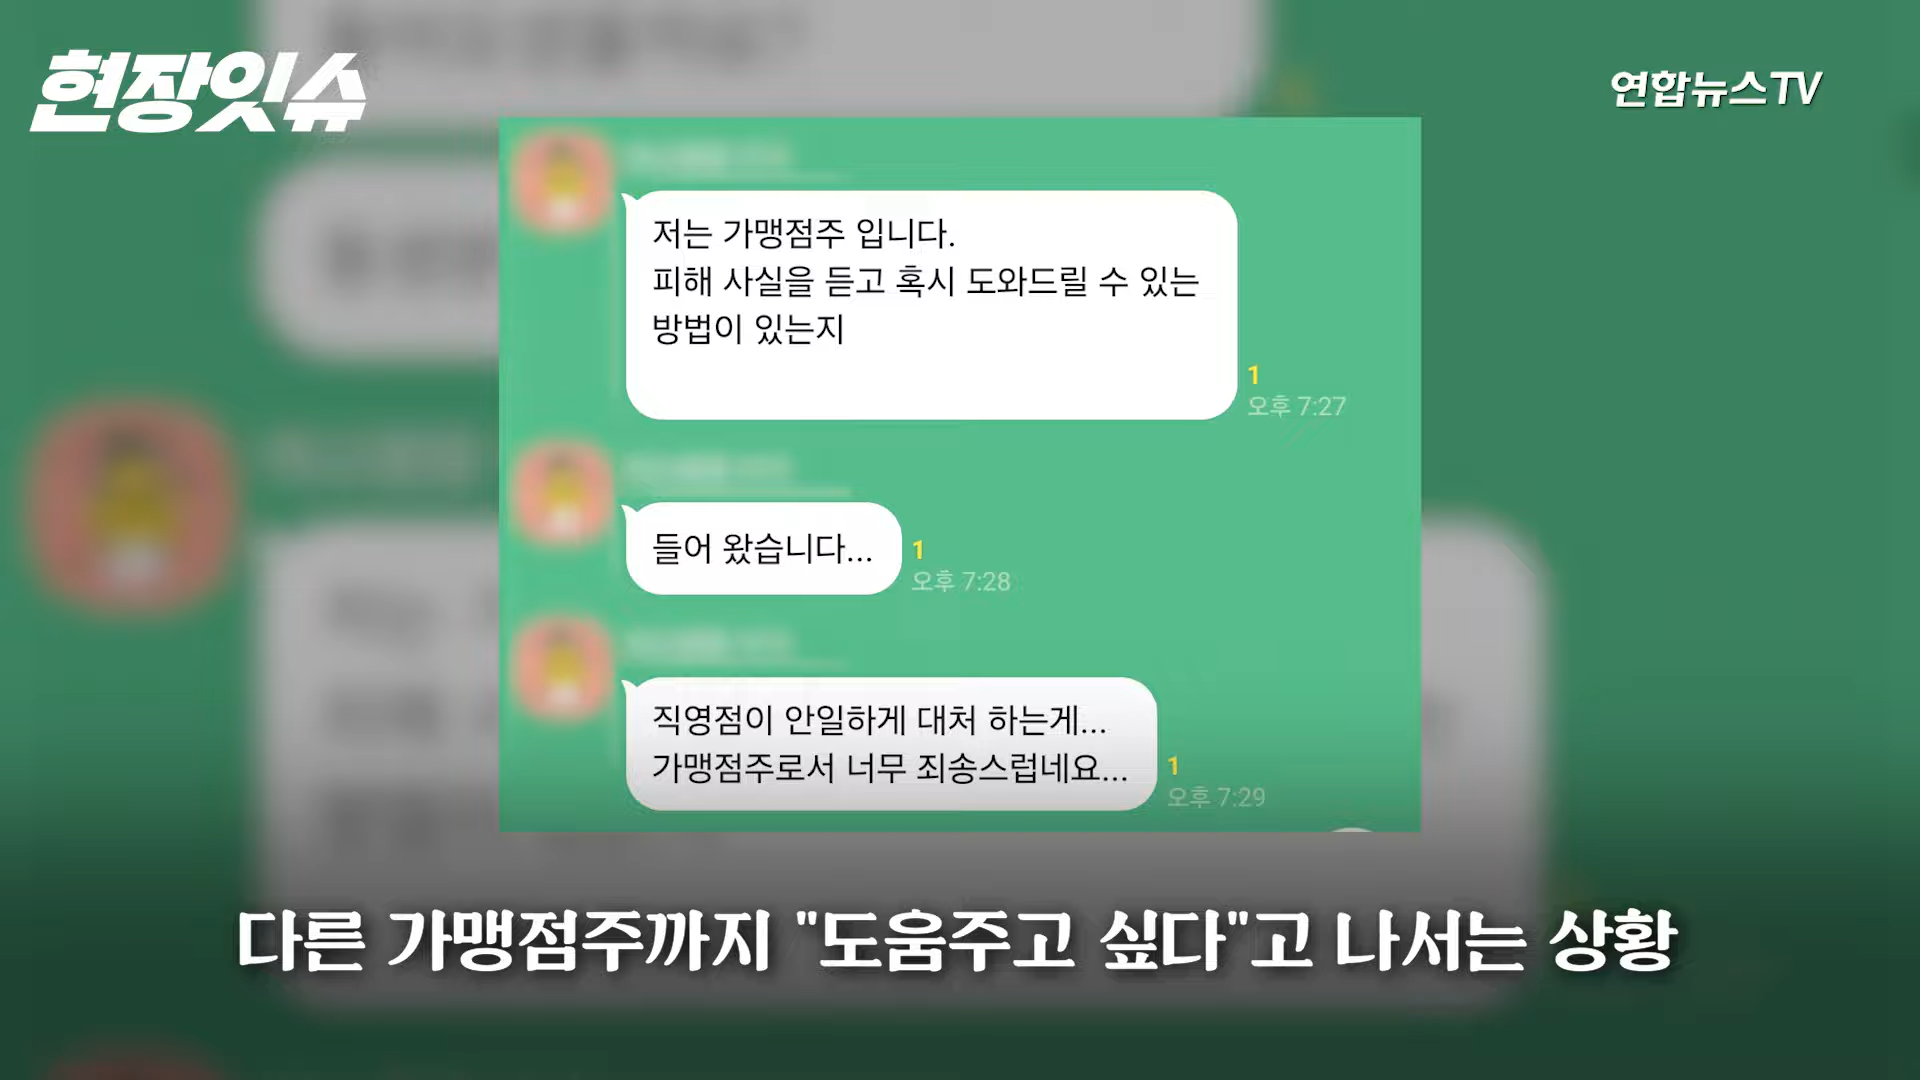 현장잇슈
연합뉴스TV
저는 가맹점주 입니다.
피해 사실을 듣고 혹시 도와드릴 수 있는
방법이 있는지
1
오후 7:27
들어 왔습니다...
1
오후 7:28
직영점이 안일하게 대처 하는게...
가맹점주로서 너무 죄송스럽네요...
1
오후 7:29
다른 가맹점주까지 "도움주고 싶다"고 나서는 상황